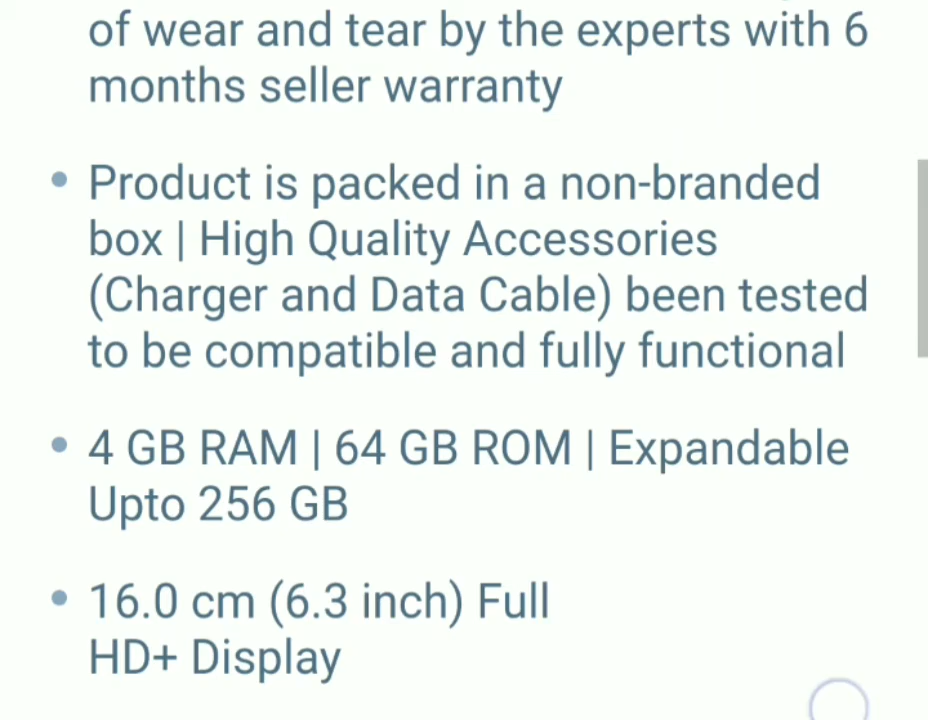 of wear and tear by the experts with 6
months seller warranty
• Product is packed in a non-branded
box | High Quality Accessories
(Charger and Data Cable) been tested
to be compatible and fully functional
• 4 GB RAM | 64 GB ROM | Expandable
Upto 256 GB
• 16.0 cm (6.3 inch) Full
HD+ Display